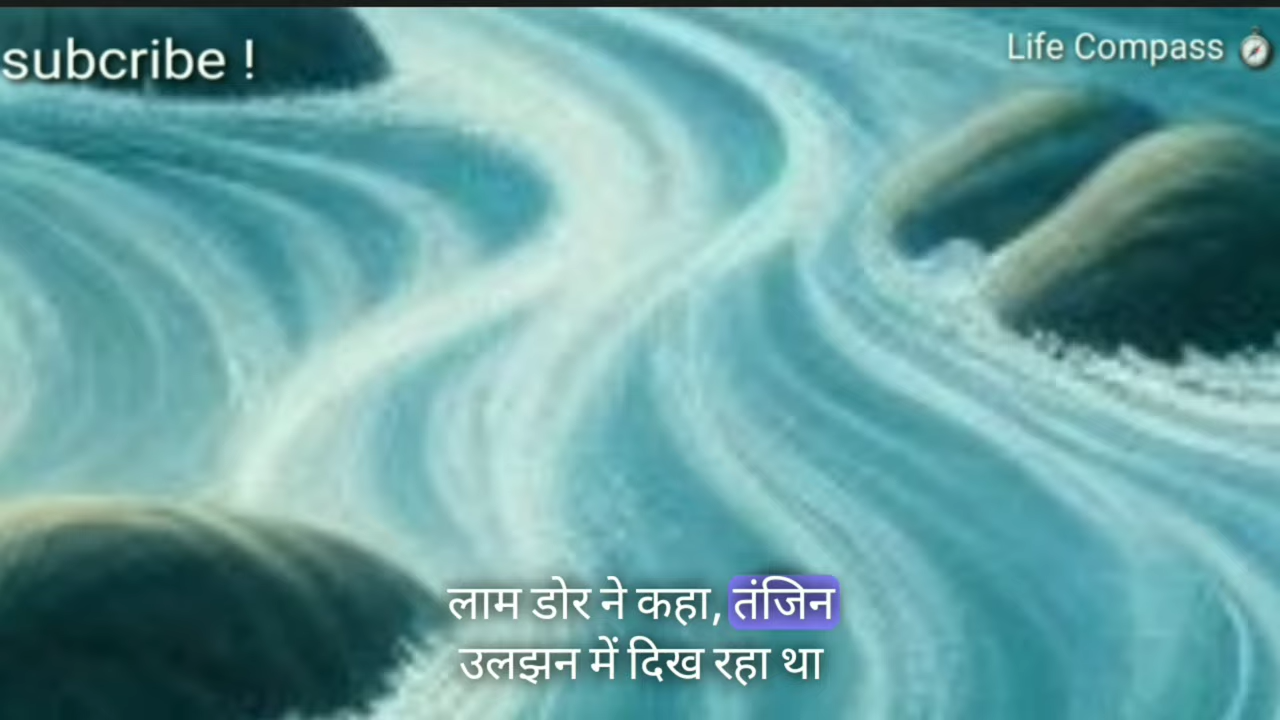 subcribe !
Life Compass
लाम डोर ने कहा, तंजिन
उलझन में दिख रहा था